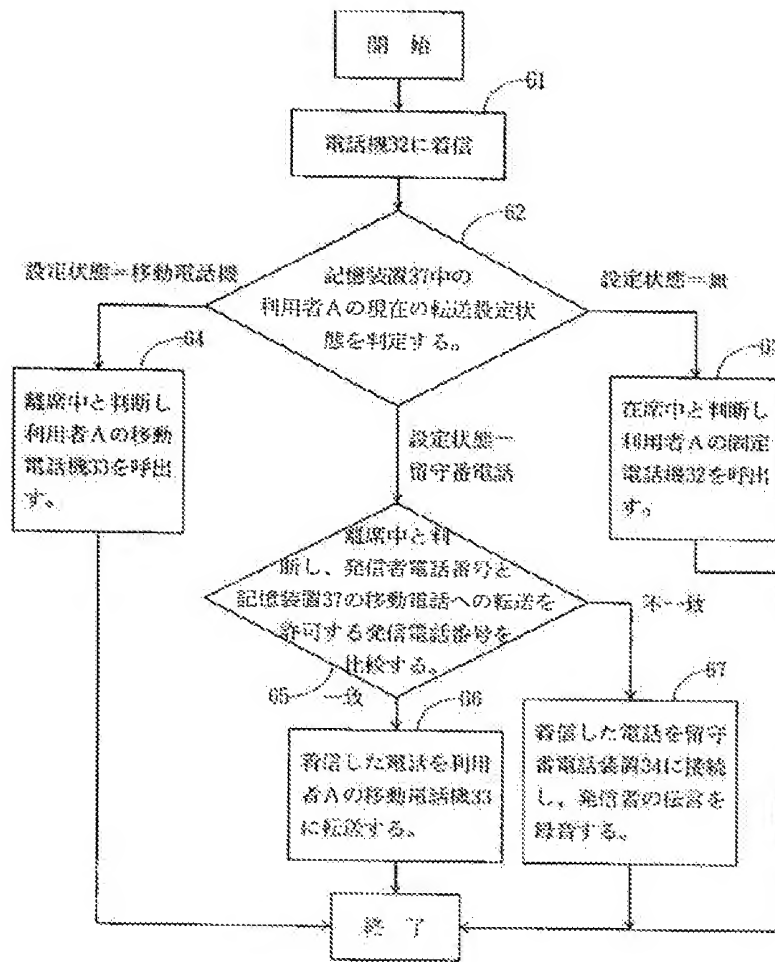 開 始
61
電話機32に着信
62
設定状態＝移動電話機
記憶装置37中の
利用者Aの現在の転送設定状
態を判定する。
設定状態＝無
64
離席中と判断し
利用者Aの移動
電話機33を呼出
す。
在席中と判断し
利用者Aの固定
電話機32を呼出
す。
設定状態＝
留守番電話
離席中と判
断し、発信者電話番号と
記憶装置37の移動電話への転送を
許可する発信電話番号を
比較する。
不一致
65
一致
66
67
着信した電話を利用
者Aの移動電話機33
に転送する。
着信した電話を留守
番電話装置34に接続
し、発信者の伝言を
録音する。
終 了